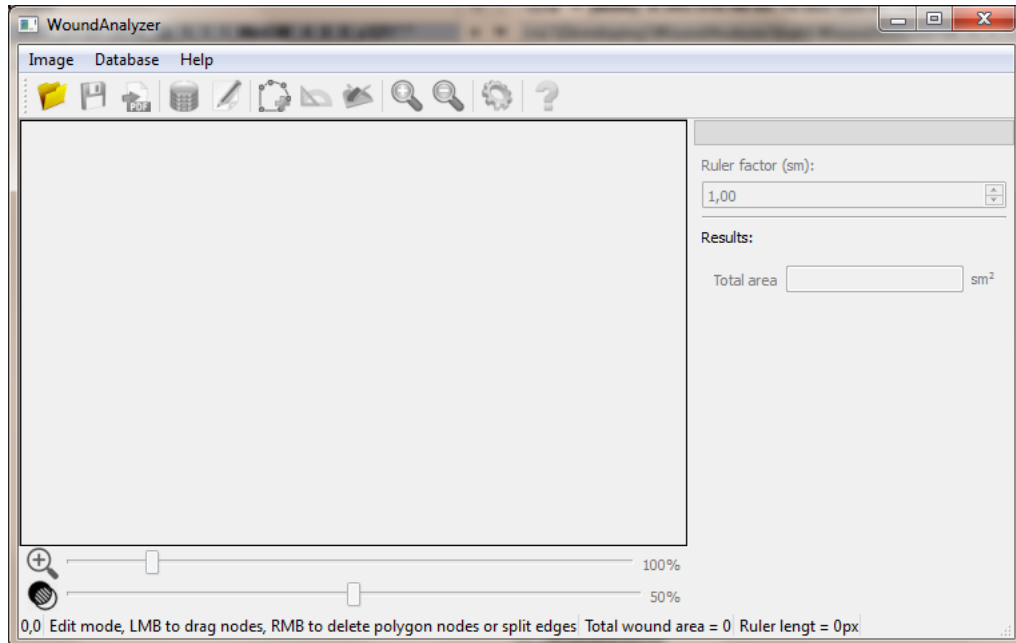 WoundAnalyzer
Image Database Help
PDF
Ruler factor (sm):
1,00
Results:
Total area sm²
100%
50%
0,0 Edit mode, LMB to drag nodes, RMB to delete polygon nodes or split edges Total wound area = 0 Ruler lengt = 0px